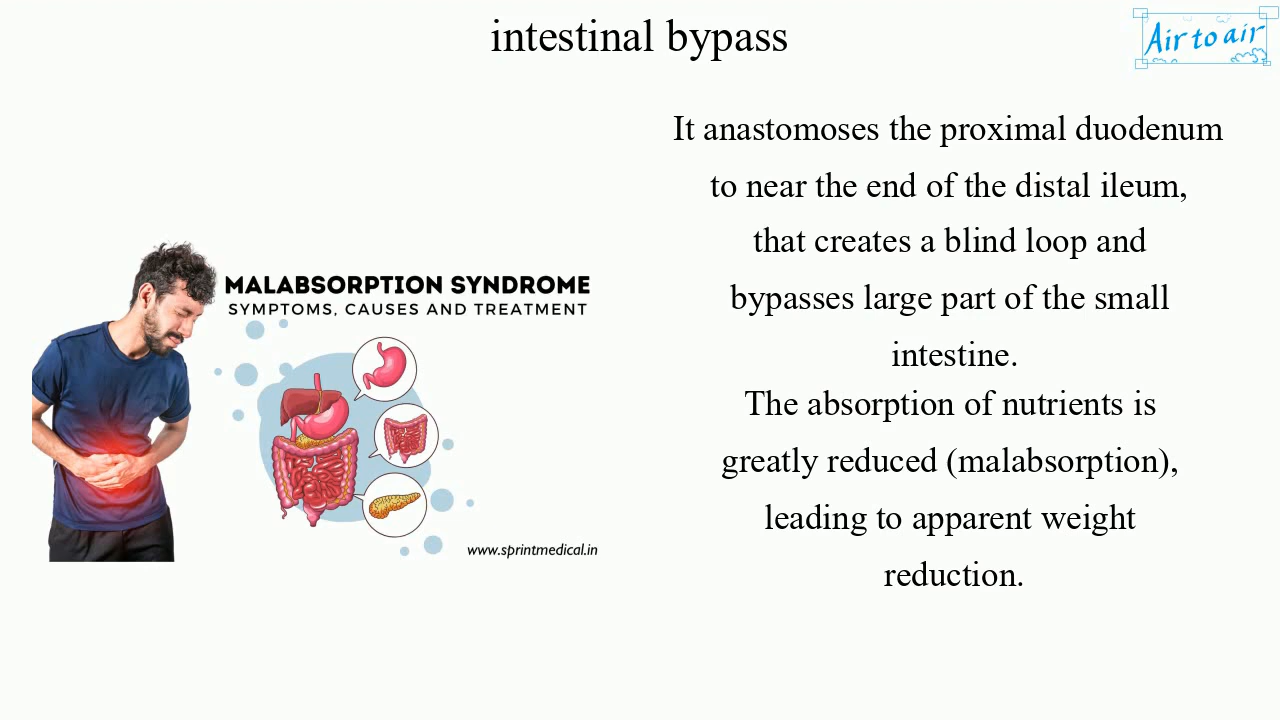 intestinal bypass
Air to air
It anastomoses the proximal duodenum
to near the end of the distal ileum,
that creates a blind loop and
bypasses large part of the small
intestine.
The absorption of nutrients is
greatly reduced (malabsorption),
leading to apparent weight
reduction.
MALABSORPTION SYNDROME
SYMPTOMS, CAUSES AND TREATMENT
www.sprintmedical.in